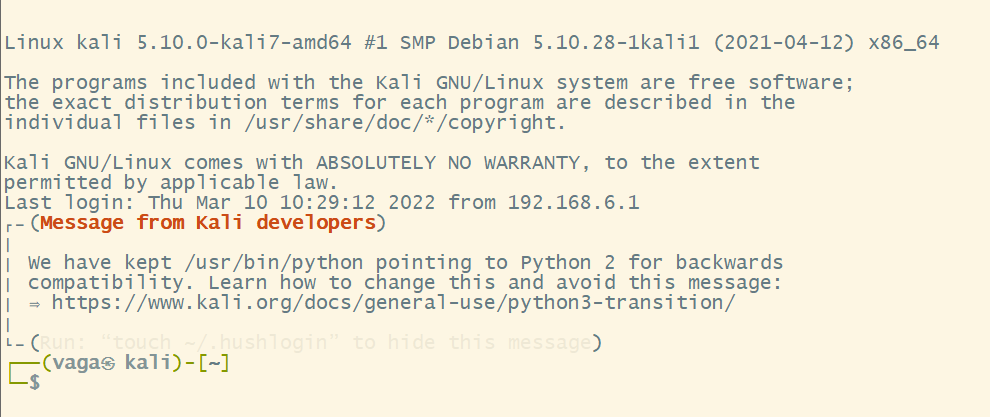 Linux kali 5.10.0-kali7-amd64 #1 SMP Debian 5.10.28-1kali1 (2021-04-12) x86_64
The programs included with the Kali GNU/Linux system are free software;
the exact distribution terms for each program are described in the
individual files in /usr/share/doc/*/copyright.
Kali GNU/Linux comes with ABSOLUTELY NO WARRANTY, to the extent
permitted by applicable law.
Last login: Thu Mar 10 10:29:12 2022 from 192.168.6.1
┌─(Message from Kali developers)
│
│ We have kept /usr/bin/python pointing to Python 2 for backwards
│ compatibility. Learn how to change this and avoid this message:
│ ⇒ https://www.kali.org/docs/general-use/python3-transition/
│
└─(Run: “touch ~/.hushlogin” to hide this message)
┌──(vaga㉿ kali)-[~]
└─$